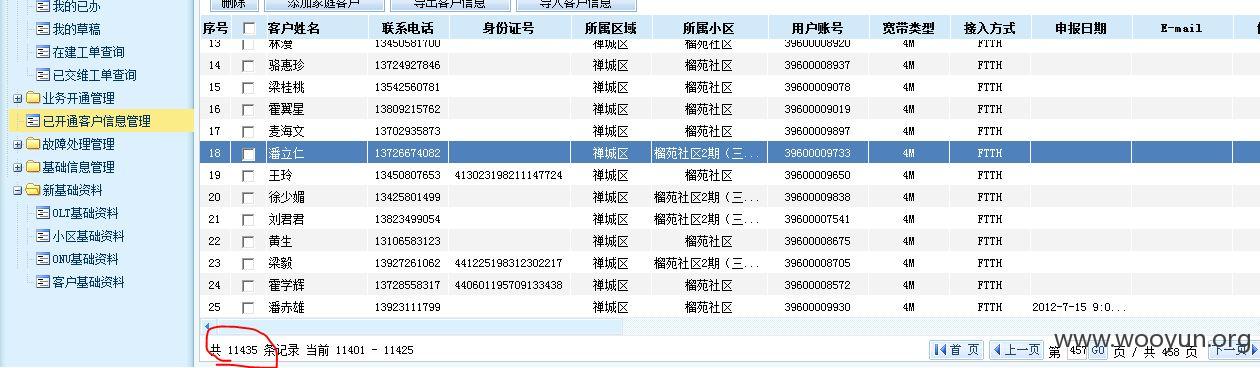 我的已办
我的草稿
在建工单查询
已交维工单查询
业务开通管理
已开通客户信息管理
故障处理管理
基础信息管理
新基础资料
OLT基础资料
小区基础资料
ONU基础资料
客户基础资料
删除 添加家庭客户 导出客户信息 导入客户信息
序号 客户姓名 联系电话 身份证号 所属区域 所属小区 用户账号 宽带类型 接入方式 申报日期 E-mail
13 林漫 13450581700 禅城区 榴苑社区 39600008920 4M FTTH
14 骆惠珍 13724927846 禅城区 榴苑社区 39600008937 4M FTTH
15 梁桂桃 13542560781 禅城区 榴苑社区 39600009078 4M FTTH
16 霍翼星 13809215762 禅城区 榴苑社区 39600009019 4M FTTH
17 麦海文 13702935873 禅城区 榴苑社区 39600009897 4M FTTH
18 潘立仁 13726674082 禅城区 榴苑社区2期（三... 39600009733 4M FTTH
19 王玲 13450807653 413023198211147724 禅城区 榴苑社区 39600009650 4M FTTH
20 徐少媚 13425801499 禅城区 榴苑社区2期（三... 39600009838 4M FTTH
21 刘君君 13823499054 禅城区 榴苑社区2期（三... 39600007541 4M FTTH
22 黄生 13106583123 禅城区 榴苑社区 39600008675 4M FTTH
23 梁毅 13927261062 441225198312302217 禅城区 榴苑社区2期（三... 39600008705 4M FTTH
24 霍学辉 13728558317 440601195709133438 禅城区 榴苑社区 39600008572 4M FTTH
25 潘赤雄 13923111799 禅城区 榴苑社区 39600009930 4M FTTH 2012-7-15 9:0...
共 11435 条记录 当前 11401 - 11425 首 页 上一页 第 457 GO 页 / 共 458 页 下一页
www.wooyun.org